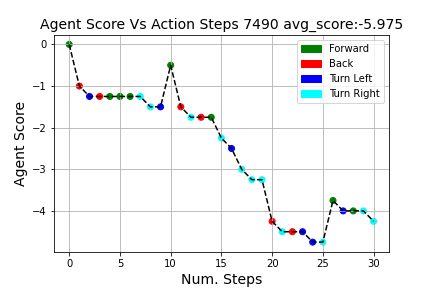 Agent Score Vs Action Steps 7490 avg_score:-5.975
Agent Score
0
−1
−2
−3
−4
Forward
Back
Turn Left
Turn Right
0 5 10 15 20 25 30
Num. Steps